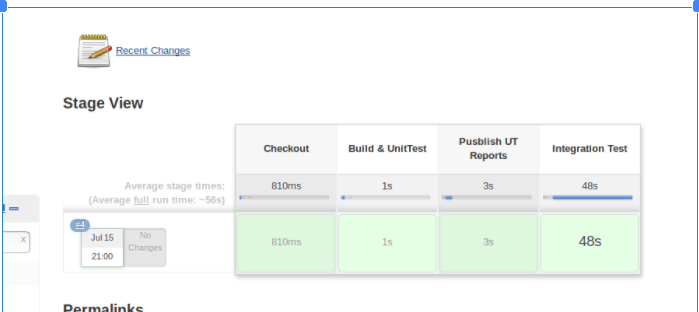 Recent Changes
Stage View
Checkout
Build & UnitTest
Pusblish UT
Reports
Integration Test
Average stage times:
(Average full run time: ~56s)
810ms
1s
3s
48s
#4
Jul 15
21:00
No
Changes
810ms
1s
3s
48s
x
Permalinks